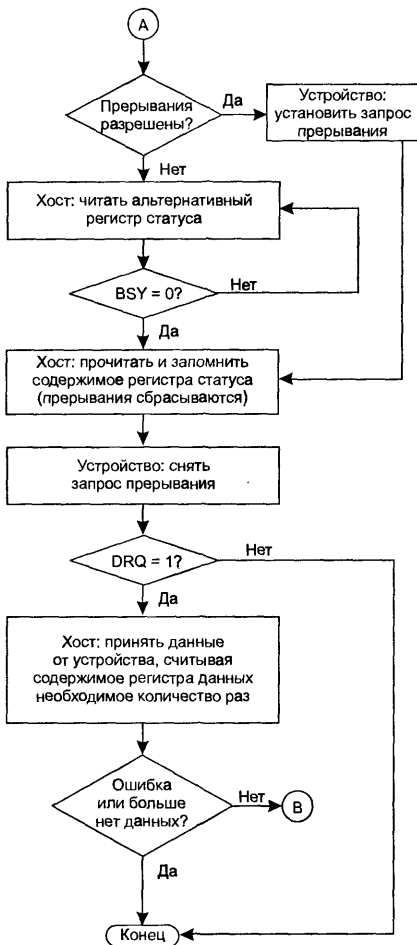 А
Прерывания
разрешены?
Да
Устройство:
установить запрос
прерывания
Нет
Хост: читать альтернативный
регистр статуса
BSY = 0?
Нет
Да
Хост: прочитать и запомнить
содержимое регистра статуса
(прерывания сбрасываются)
Устройство: снять
запрос прерывания
DRQ = 1?
Нет
Да
Хост: принять данные
от устройства, считывая
содержимое регистра данных
необходимое количество раз
Ошибка
или больше
нет данных?
Нет
В
Да
Конец